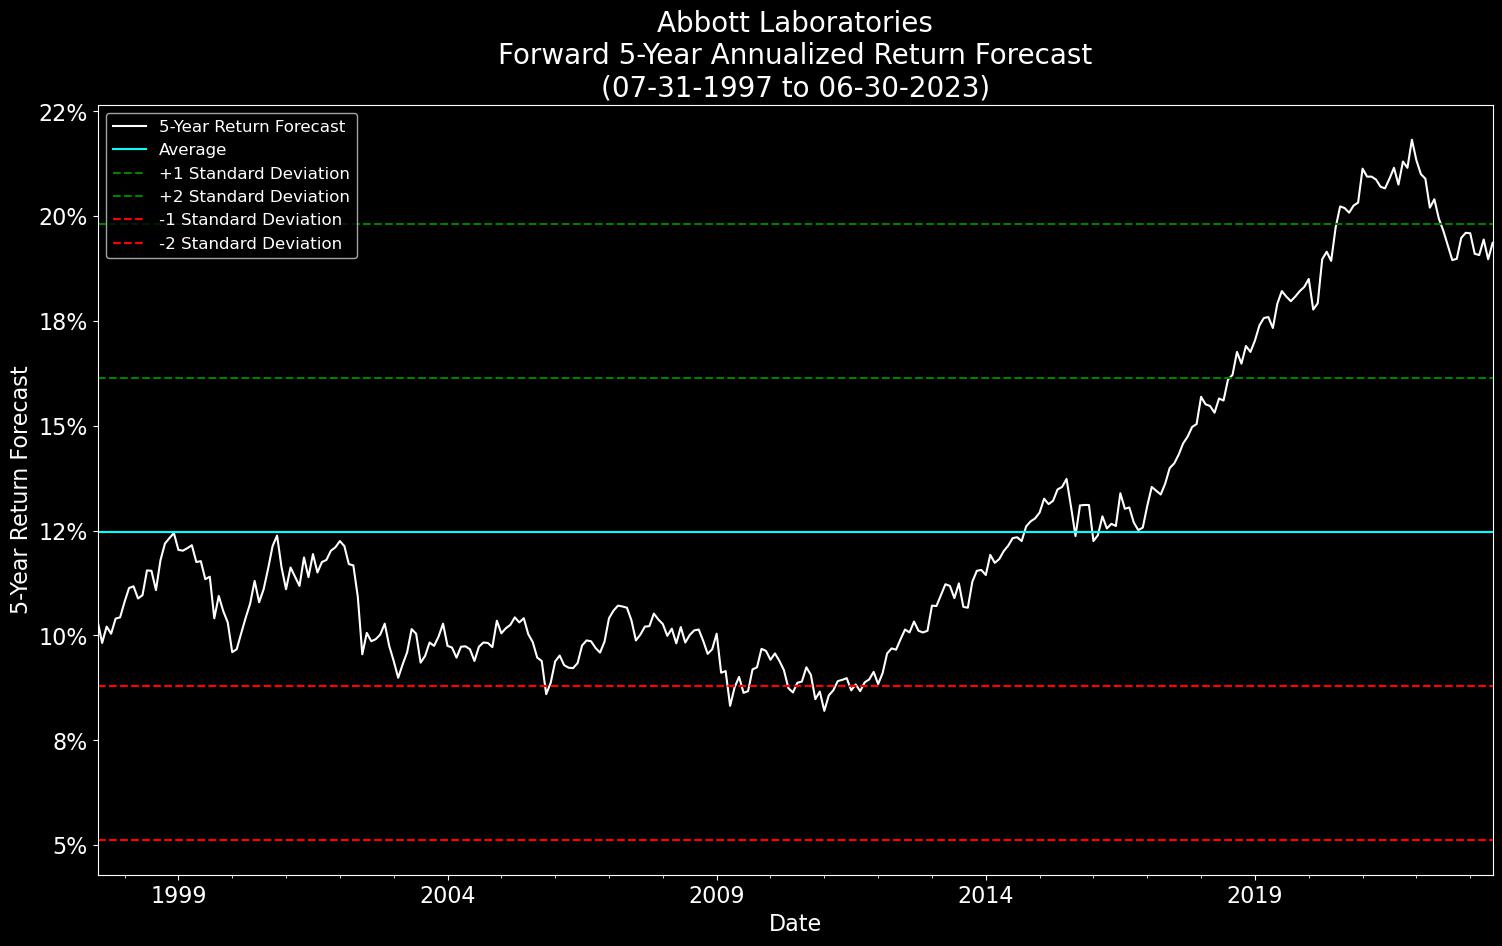 Abbott Laboratories
Forward 5-Year Annualized Return Forecast
(07-31-1997 to 06-30-2023)
22%
20%
18%
15%
12%
10%
8%
5%
5-Year Return Forecast
5-Year Return Forecast
Average
+1 Standard Deviation
+2 Standard Deviation
-1 Standard Deviation
-2 Standard Deviation
1999
2004
2009
2014
2019
Date